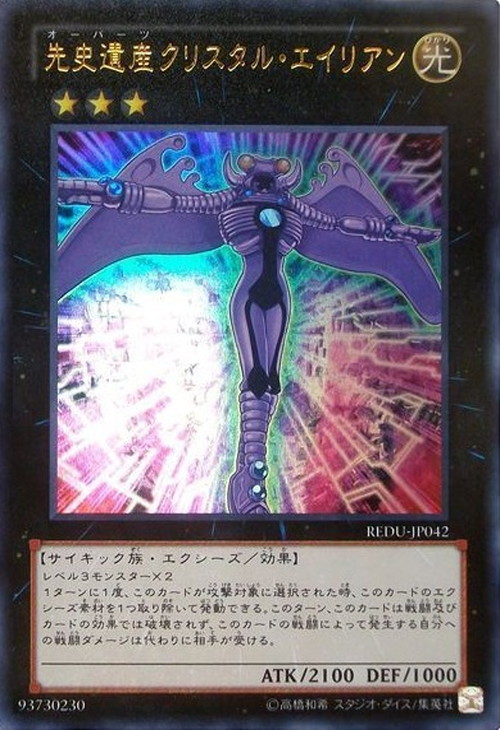 オーパーツ
先史遺産クリスタル・エイリアン
ひかり
光
REDU-JP042
【サイキック族・エクシーズ/効果】
レベル3モンスター×2
1ターンに1度、このカードが攻撃対象に選択された時、このカードのエク
シーズ素材を1つ取り除いて発動できる。このターン、このカードは戦闘及び
カードの効果では破壊されず、このカードの戦闘によって発生する自分へ
の戦闘ダメージは代わりに相手が受ける。
ATK/2100 DEF/1000
93730230
©高橋和希 スタジオ・ダイス/集英社